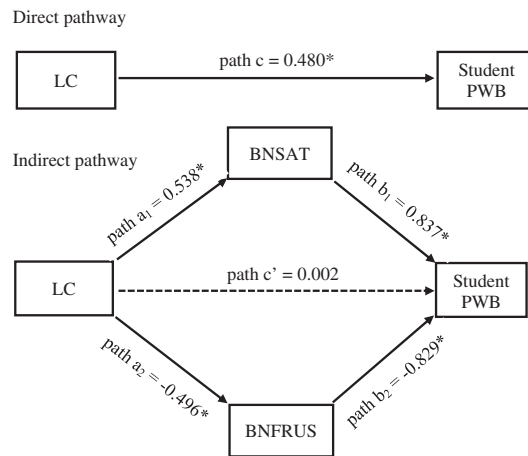 Direct pathway
LC
path c = 0.480*
Student
PWB
Indirect pathway
BNSAT
path a₁ = 0.538*
path b₁ = 0.837*
LC
path c’ = 0.002
Student
PWB
path a₂ = -0.496*
path b₂ = -0.829*
BNFRUS